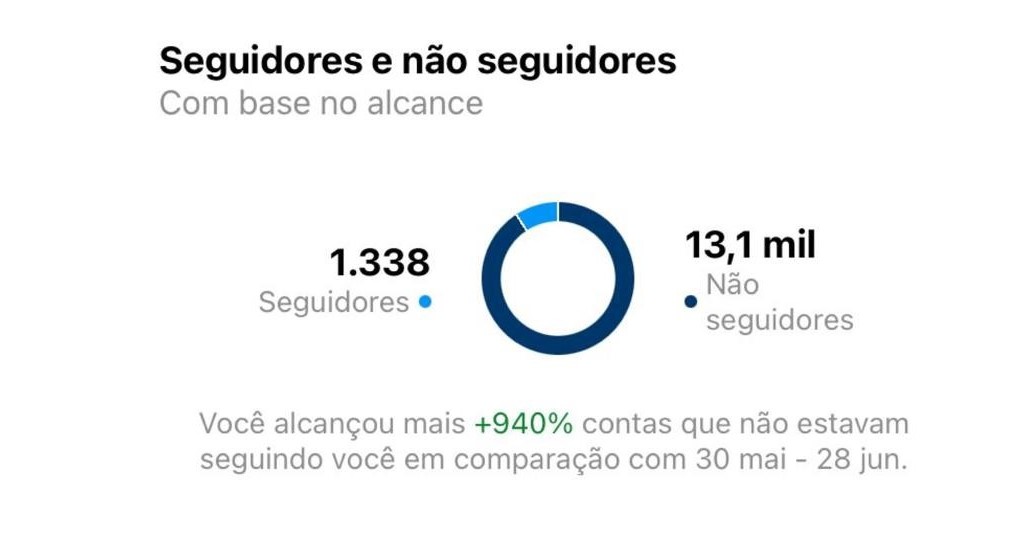 Seguidores e não seguidores
Com base no alcance
1.338
Seguidores
13,1 mil
Não
seguidores
Você alcançou mais +940% contas que não estavam
seguindo você em comparação com 30 mai - 28 jun.